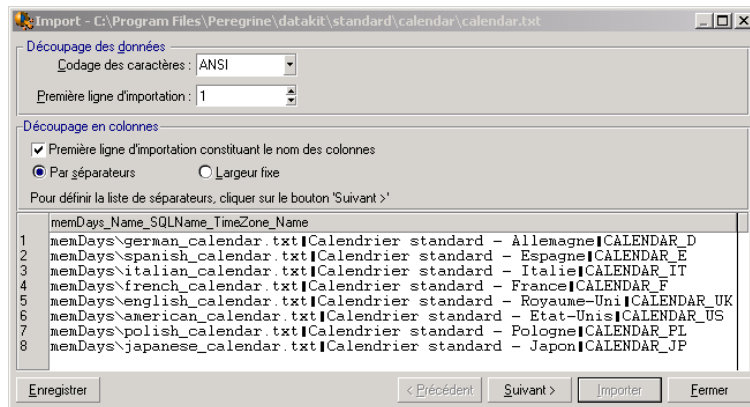 Import - C:\Program Files\Peregrine\datakit\standard\calendar\calendar.txt
Découpage des données
Codage des caractères : ANSI
Première ligne d'importation : 1
Découpage en colonnes
Première ligne d'importation constituant le nom des colonnes
Par séparateurs Largeur fixe
Pour définir la liste de séparateurs, cliquer sur le bouton 'Suivant >'
memDays_Name_SQLName_TimeZone_Name
1 memDays\german_calendar.txt|Calendrier standard - Allemagne|CALENDAR_D
2 memDays\spanish_calendar.txt|Calendrier standard - Espagne|CALENDAR_E
3 memDays\italian_calendar.txt|Calendrier standard - Italie|CALENDAR_IT
4 memDays\french_calendar.txt|Calendrier standard - France|CALENDAR_F
5 memDays\english_calendar.txt|Calendrier standard - Royaume-Uni|CALENDAR_UK
6 memDays\american_calendar.txt|Calendrier standard - Etat-Unis|CALENDAR_US
7 memDays\polish_calendar.txt|Calendrier standard - Pologne|CALENDAR_PL
8 memDays\japanese_calendar.txt|Calendrier standard - Japon|CALENDAR_JP
Enregistrer < Précédent Suivant > Importer Fermer